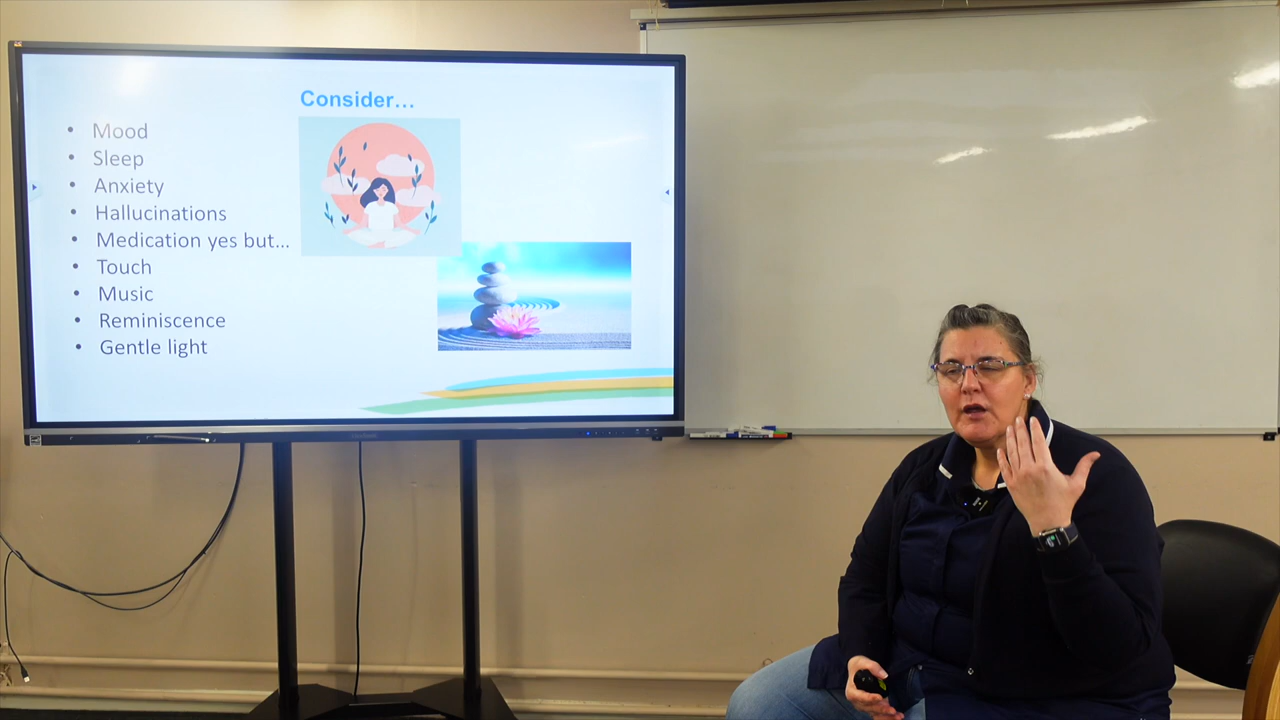 Consider...
• Mood
• Sleep
• Anxiety
• Hallucinations
• Medication yes but...
• Touch
• Music
• Reminiscence
• Gentle light